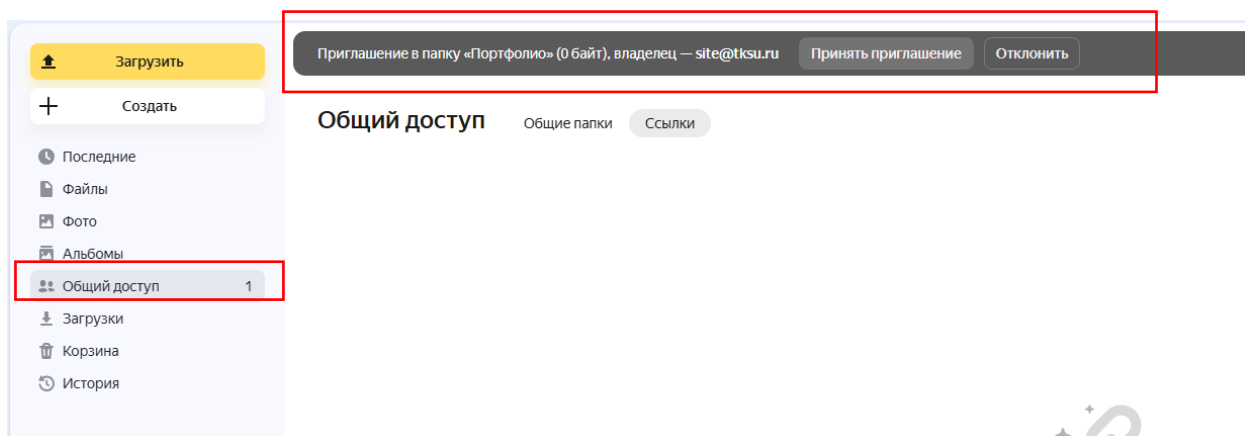 Приглашение в папку «Портфолио» (0 байт), владелец — site@tksu.ru Принять приглашение Отклонить
Загрузить
Создать
Общий доступ Общие папки Ссылки
Последние
Файлы
Фото
Альбомы
Общий доступ 1
Загрузки
Корзина
История